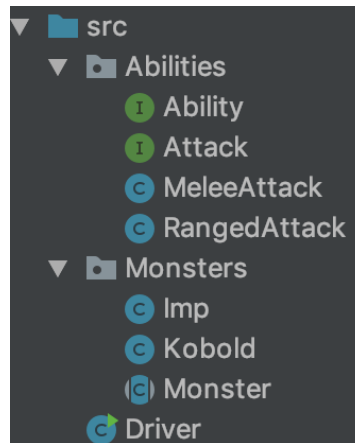 src
Abilities
I Ability
I Attack
C MeleeAttack
C RangedAttack
Monsters
C Imp
C Kobold
C Monster
C Driver